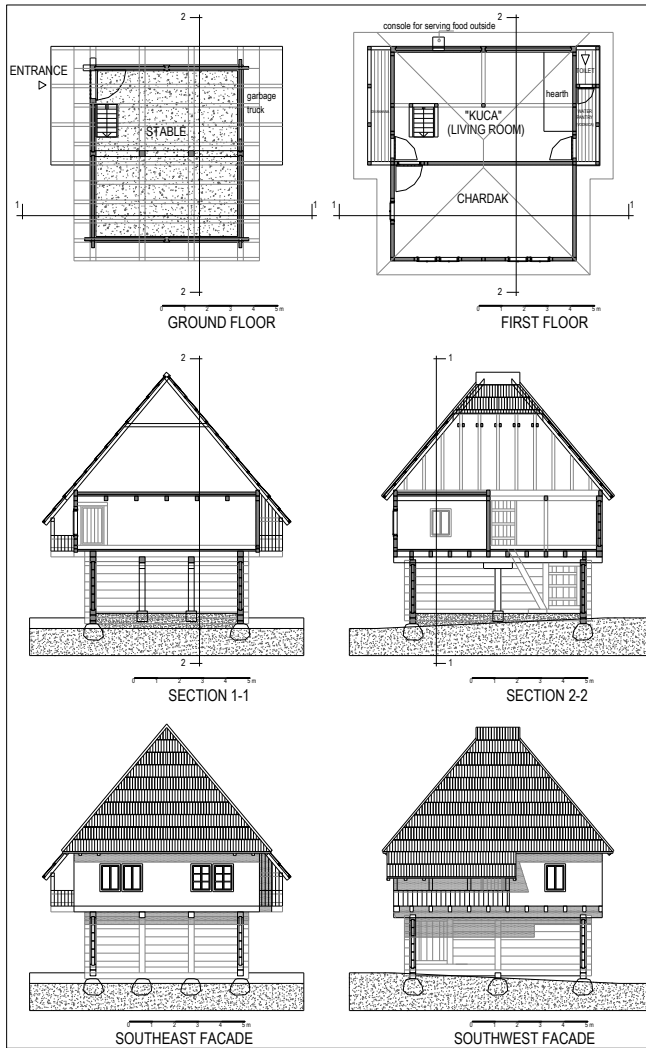 2
ENTRANCE
garbage
truck
STABLE
1
1
2
0 1 2 3 4 5 m
GROUND FLOOR
console for serving food outside
2
TOILET
hearth
"KUCA"
(LIVING ROOM)
WATER
PANTRY
CHARDAK
1
1
2
0 1 2 3 4 5 m
FIRST FLOOR
2
2
0 1 2 3 4 5 m
SECTION 1-1
1
1
0 1 2 3 4 5 m
SECTION 2-2
0 1 2 3 4 5 m
SOUTHEAST FACADE
0 1 2 3 4 5 m
SOUTHWEST FACADE